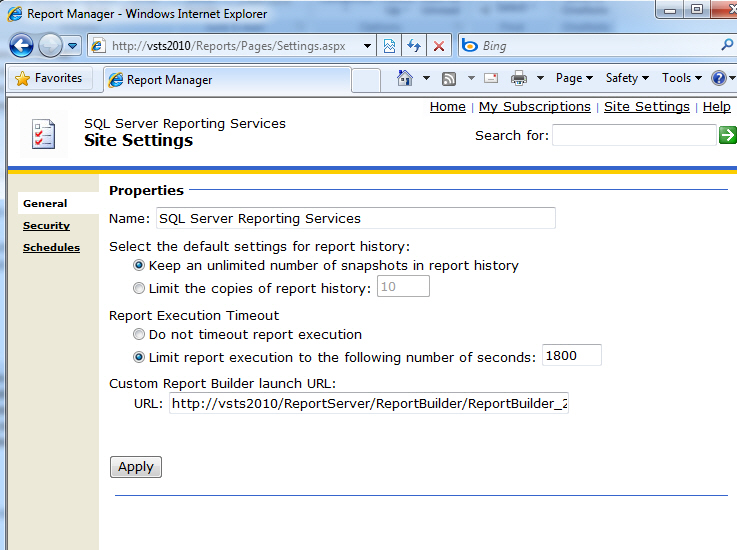 Report Manager - Windows Internet Explorer
http://vsts2010/Reports/Pages/Settings.aspx
Bing
Favorites
Report Manager
Page
Safety
Tools
Home | My Subscriptions | Site Settings | Help
SQL Server Reporting Services
Site Settings
Search for:
General
Security
Schedules
Properties
Name: SQL Server Reporting Services
Select the default settings for report history:
Keep an unlimited number of snapshots in report history
Limit the copies of report history: 10
Report Execution Timeout
Do not timeout report execution
Limit report execution to the following number of seconds: 1800
Custom Report Builder launch URL:
URL: http://vsts2010/ReportServer/ReportBuilder/ReportBuilder_2
Apply